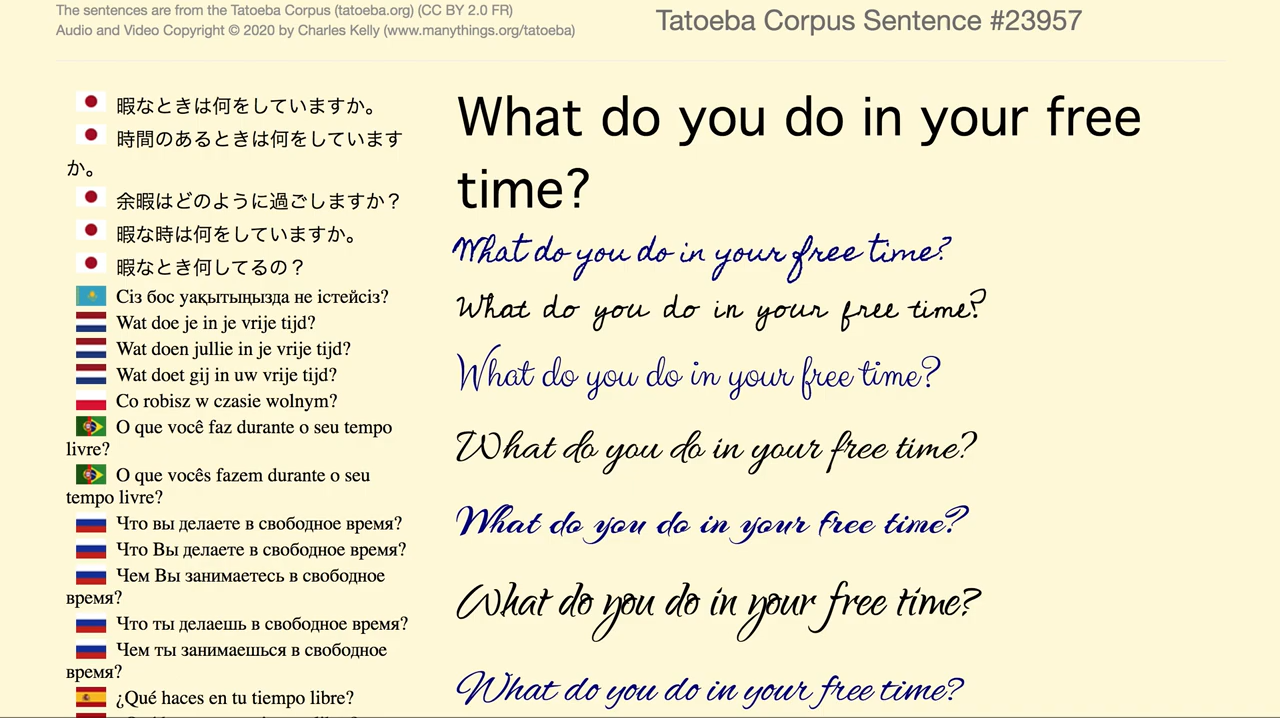 The sentences are from the Tatoeba Corpus (tatoeba.org) (CC BY 2.0 FR)
Audio and Video Copyright © 2020 by Charles Kelly (www.manythings.org/tatoeba)
Tatoeba Corpus Sentence #23957
暇なときは何をしていますか。
時間のあるときは何をしています
か。
余暇はどのように過ごしますか？
暇な時は何をしていますか。
暇なとき何してるの？
Сіз бос уақытыңызда не істейсіз?
Wat doe je in je vrije tijd?
Wat doen jullie in je vrije tijd?
Wat doet gij in uw vrije tijd?
Co robisz w czasie wolnym?
O que você faz durante o seu tempo
livre?
O que vocês fazem durante o seu
tempo livre?
Что вы делаете в свободное время?
Что Вы делаете в свободное время?
Чем Вы занимаетесь в свободное
время?
Что ты делаешь в свободное время?
Чем ты занимаешься в свободное
время?
¿Qué haces en tu tiempo libre?
What do you do in your free
time?
What do you do in your free time?
What do you do in your free time?
What do you do in your free time?
What do you do in your free time?
What do you do in your free time?
What do you do in your free time?
What do you do in your free time?